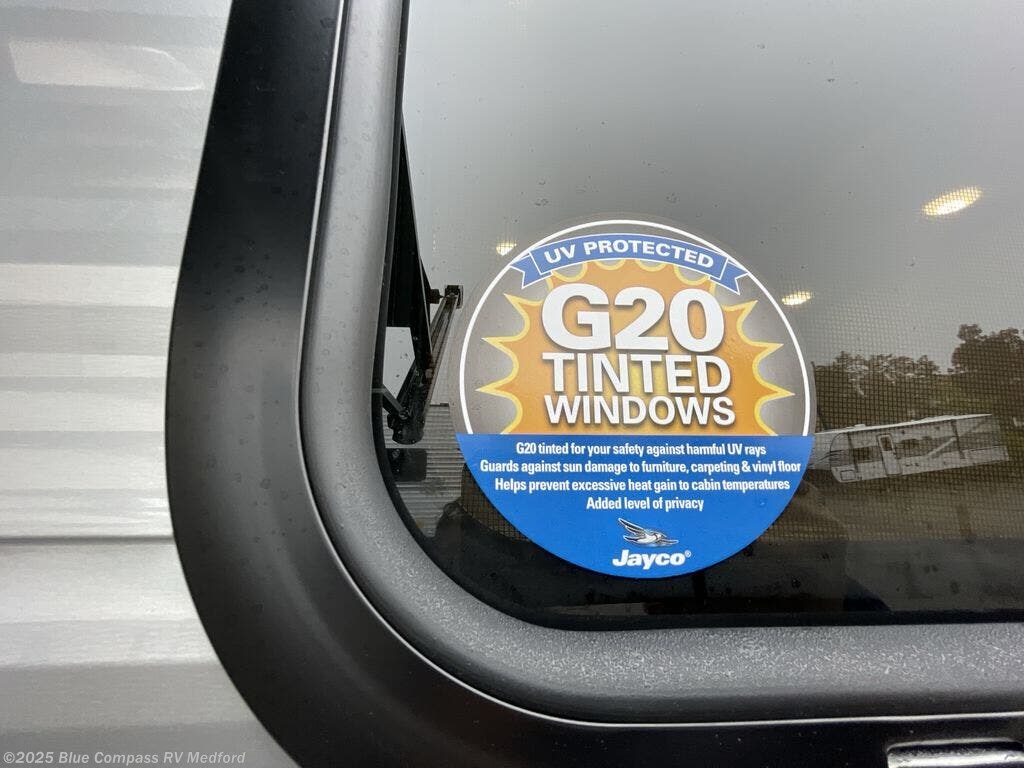 UV PROTECTED
G20
TINTED
WINDOWS
G20 tinted for your safety against harmful UV rays
Guards against sun damage to furniture, carpeting & vinyl floor
Helps prevent excessive heat gain to cabin temperatures
Added level of privacy
Jayco®
©2025 Blue Compass RV Medford